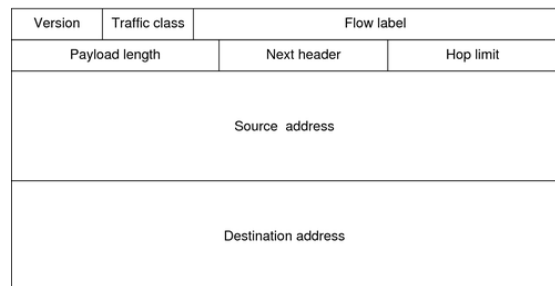 Version Traffic class Flow label
Payload length Next header Hop limit
Source address
Destination address